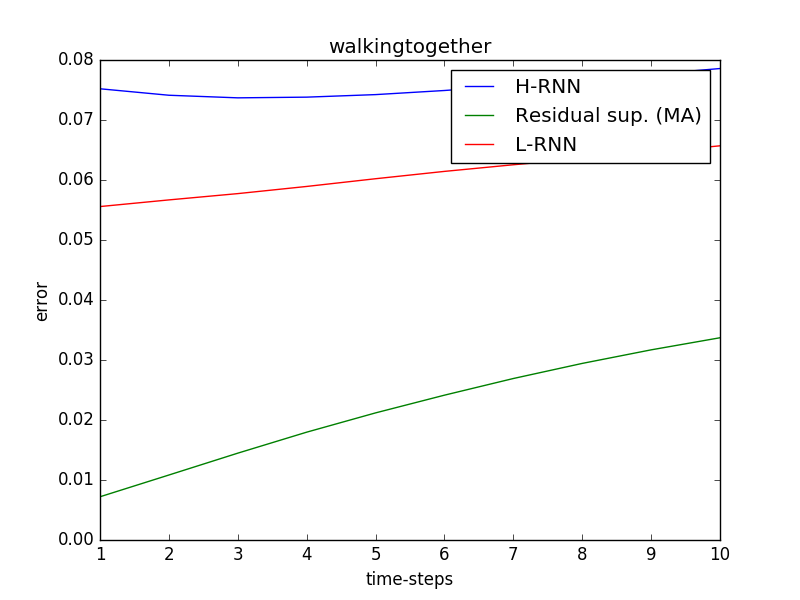 walkingtogether
0.08
0.07
0.06
0.05
0.04
0.03
0.02
0.01
0.00
error
H-RNN
Residual sup. (MA)
L-RNN
1 2 3 4 5 6 7 8 9 10
time-steps